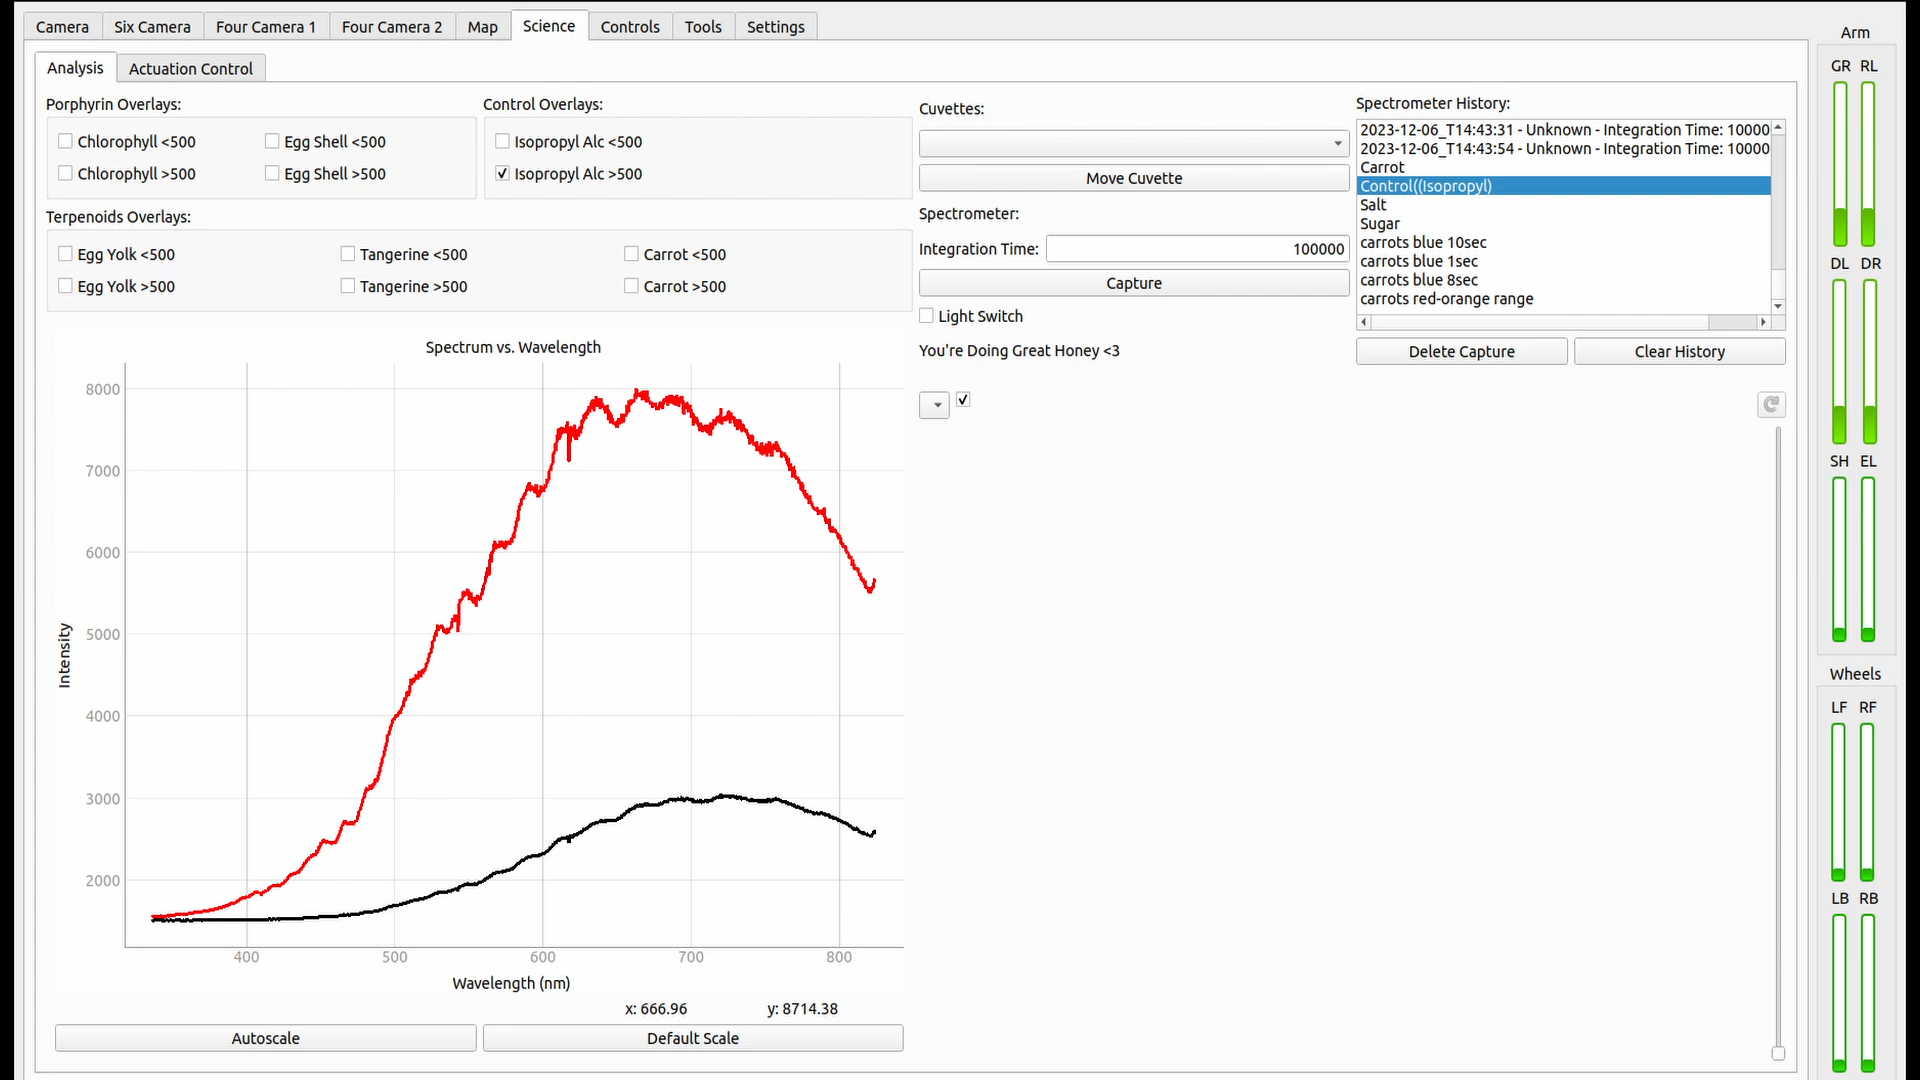 Camera
Six Camera
Four Camera 1
Four Camera 2
Map
Science
Controls
Tools
Settings
Analysis
Actuation Control
Porphyrin Overlays:
Chlorophyll <500
Egg Shell <500
Chlorophyll >500
Egg Shell >500
Control Overlays:
Isopropyl Alc <500
Isopropyl Alc >500
Terpenoids Overlays:
Egg Yolk <500
Tangerine <500
Carrot <500
Egg Yolk >500
Tangerine >500
Carrot >500
Spectrum vs. Wavelength
8000
7000
6000
5000
4000
3000
2000
Intensity
400
500
600
700
800
Wavelength (nm)
x: 666.96
y: 8714.38
Autoscale
Default Scale
Cuvettes:
Move Cuvette
Spectrometer:
Integration Time:
100000
Capture
Light Switch
You're Doing Great Honey <3
Spectrometer History:
2023-12-06_T14:43:31 - Unknown - Integration Time: 10000
2023-12-06_T14:43:54 - Unknown - Integration Time: 10000
Carrot
Control((Isopropyl)
Salt
Sugar
carrots blue 10sec
carrots blue 1sec
carrots blue 8sec
carrots red-orange range
Delete Capture
Clear History
Arm
GR RL
DL DR
SH EL
Wheels
LF RF
LB RB